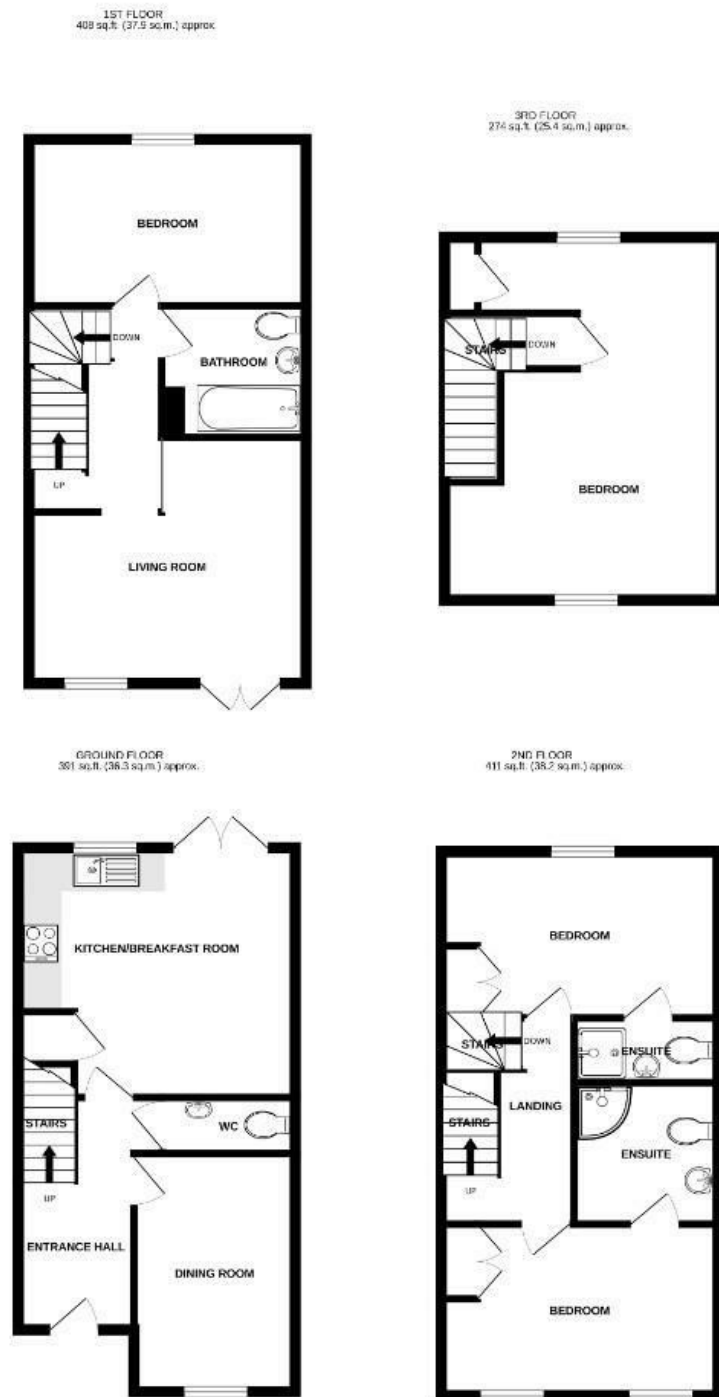 1ST FLOOR
408 sq.ft. (37.9 sq.m.) approx.
BEDROOM
DOWN
BATHROOM
UP
LIVING ROOM
3RD FLOOR
274 sq.ft. (25.4 sq.m.) approx.
STAIRS
DOWN
BEDROOM
GROUND FLOOR
391 sq.ft. (36.3 sq.m.) approx.
KITCHEN/BREAKFAST ROOM
STAIRS
WC
UP
ENTRANCE HALL
DINING ROOM
2ND FLOOR
411 sq.ft. (38.2 sq.m.) approx.
BEDROOM
STAIRS
DOWN
ENSUITE
LANDING
STAIRS
ENSUITE
UP
BEDROOM